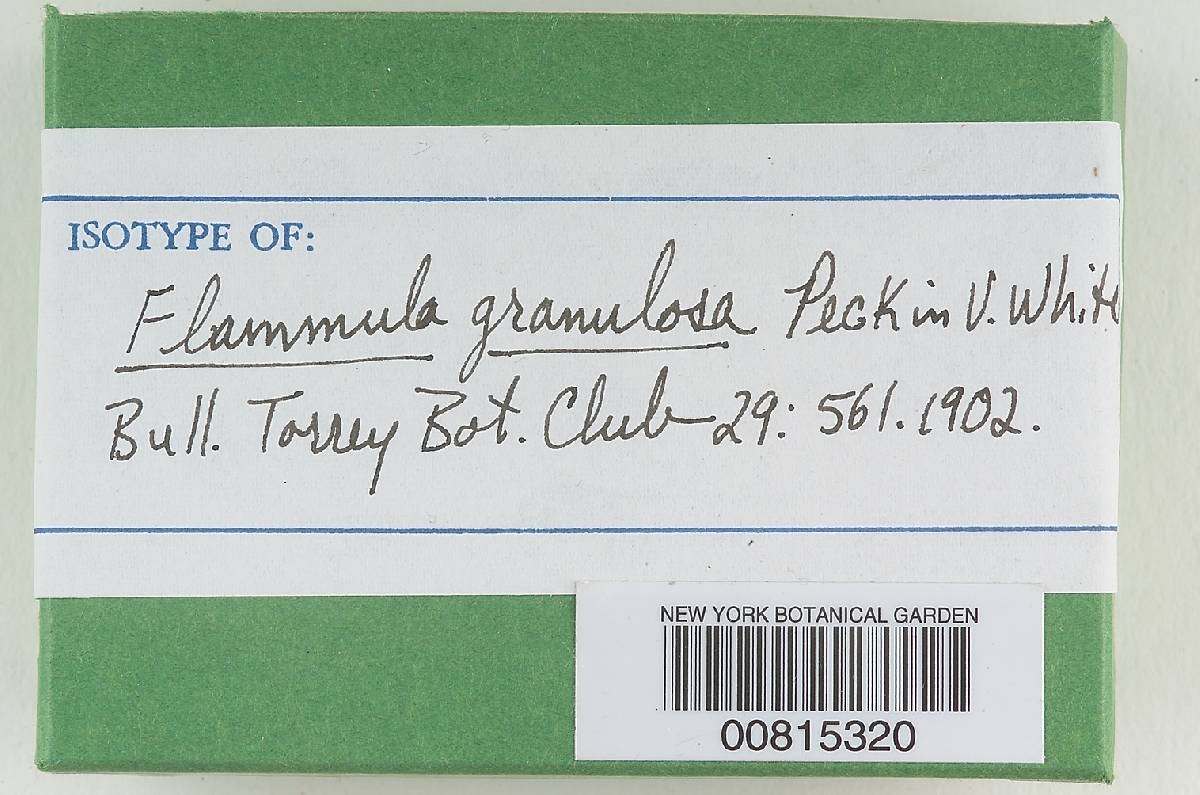 ISOTYPE OF:
Flammula granulosa Peck in V. White
Bull. Torrey Bot. Club 29: 561. 1902.
NEW YORK BOTANICAL GARDEN
00815320